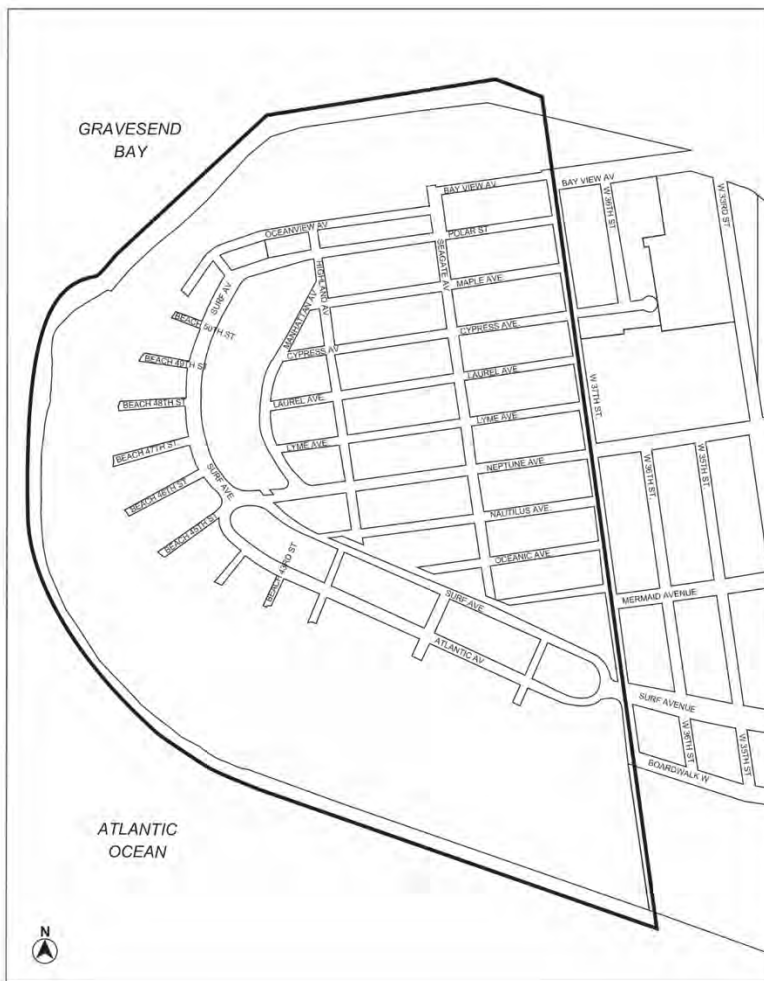 GRAVESEND
BAY
BAY VIEW AV
BAY VIEW AV
W 36TH ST
W 33RD ST.
OCEANVIEW AV
POLAR ST
SEAGATE AV
HIGHLAND AV
MAPLE AVE.
SURF AV
MANHATTAN AV
BEACH 50TH ST
CYPRESS AVE.
CYPRESS AV
BEACH 49TH ST
LAUREL AVE.
W 37TH ST.
BEACH 48TH ST
LAUREL AVE.
LYME AVE.
BEACH 47TH ST.
LYME AVE.
W 36TH ST.
W 35TH ST.
SURF AVE
NEPTUNE AVE.
BEACH 46TH ST
NAUTILUS AVE.
BEACH 45TH ST
OCEANIC AVE
BEACH 43RD ST
SURF AVE
MERMAID AVENUE
ATLANTIC AV
SURF AVENUE
W 36TH ST
W 35TH ST
BOARDWALK W
ATLANTIC
OCEAN
N